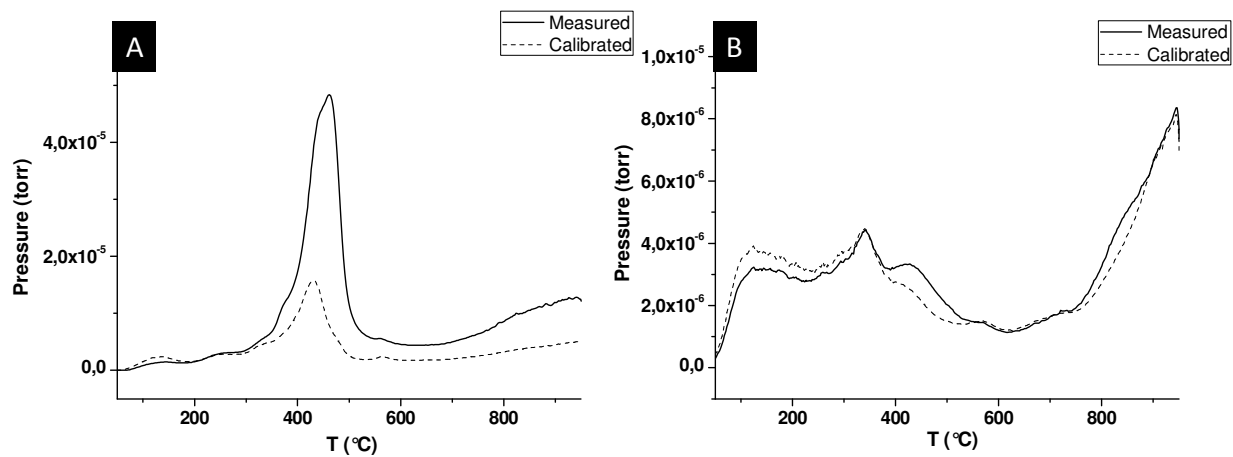 A
Measured
Calibrated
Pressure (torr)
4,0x10⁻⁵
2,0x10⁻⁵
0,0
200
400
600
800
T (°C)
B
Measured
Calibrated
Pressure (torr)
1,0x10⁻⁵
8,0x10⁻⁶
6,0x10⁻⁶
4,0x10⁻⁶
2,0x10⁻⁶
0,0
200
400
600
800
T (°C)